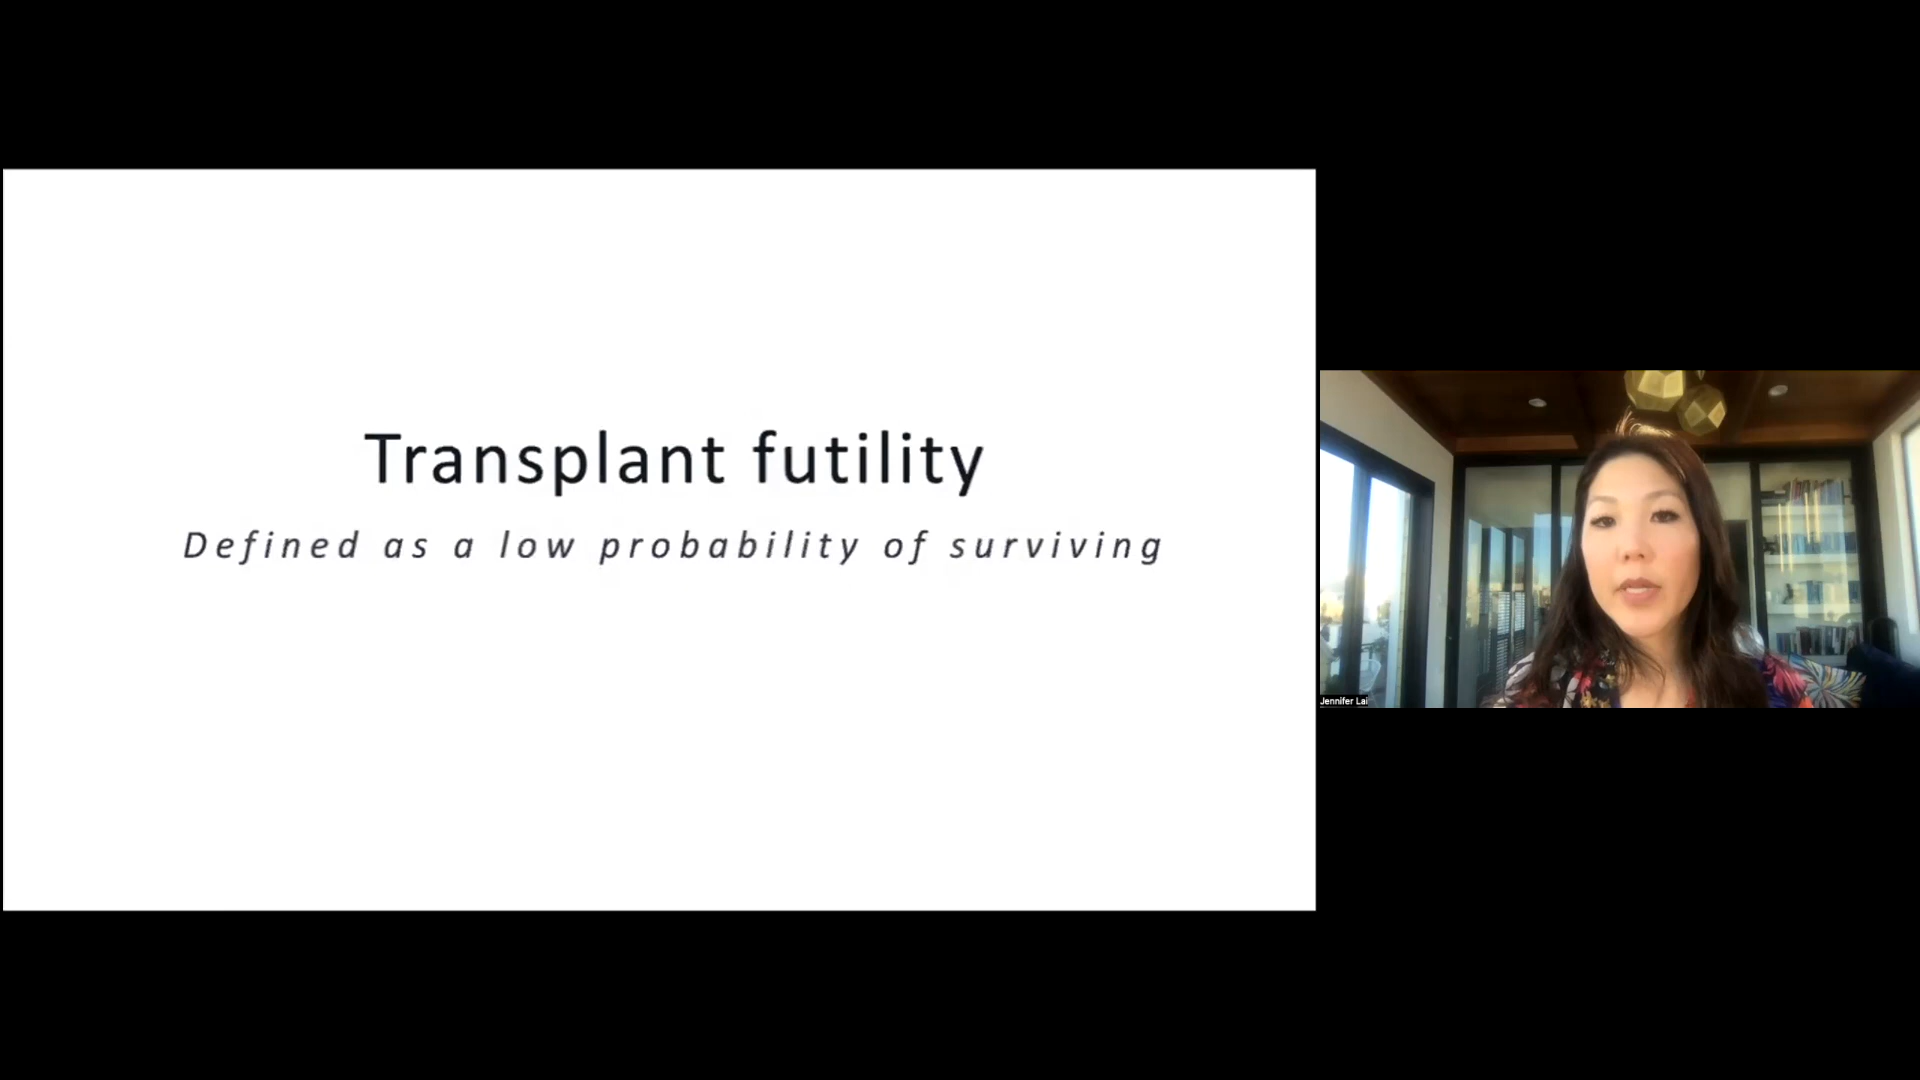 Transplant futility
Defined as a low probability of surviving
Jennifer Lai